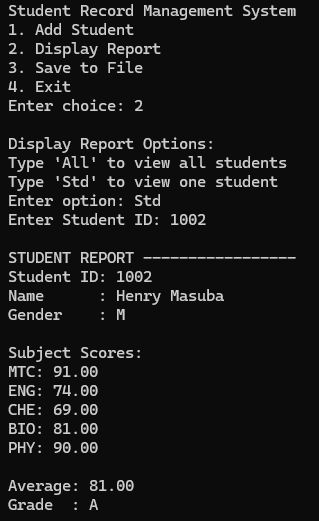 Student Record Management System
1. Add Student
2. Display Report
3. Save to File
4. Exit
Enter choice: 2
Display Report Options:
Type 'All' to view all students
Type 'Std' to view one student
Enter option: Std
Enter Student ID: 1002
STUDENT REPORT -----------------
Student ID: 1002
Name      : Henry Masuba
Gender    : M
Subject Scores:
MTC: 91.00
ENG: 74.00
CHE: 69.00
BIO: 81.00
PHY: 90.00
Average: 81.00
Grade  : A